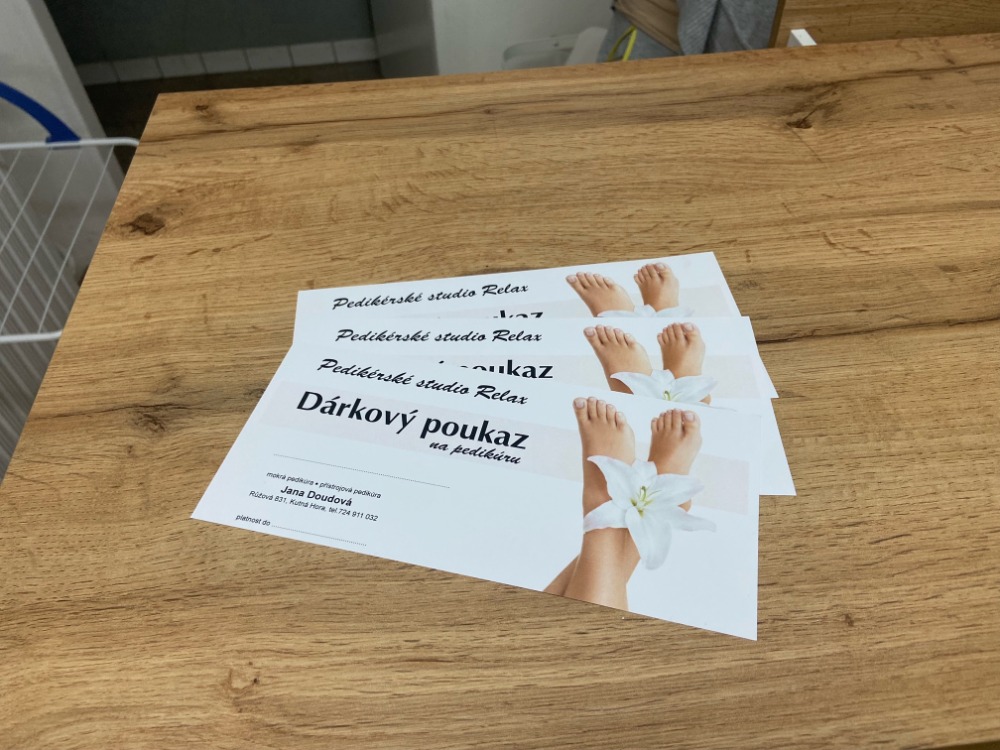 Pedikérské studio Relax
poukaz
Pedikérské studio Relax
poukaz
Pedikérské studio Relax
Dárkový poukaz
na pedikúru
mokrá pedikúra • přístrojová pedikúra
Jana Doudová
Růžová 831, Kutná Hora, tel.724 911 032
platnost do